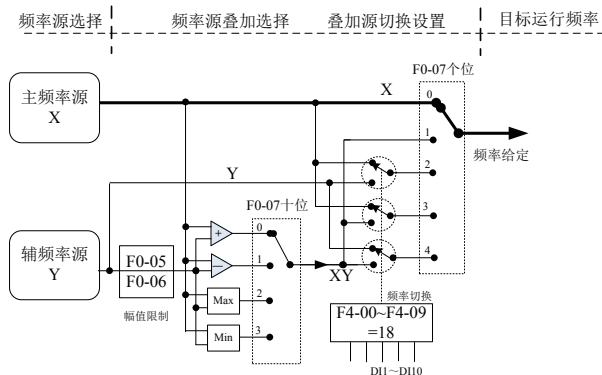 频率源选择 频率源叠加选择 叠加源切换设置 目标运行频率
F0-07个位
主频率源
X
X
0
1
频率给定
2
Y
F0-07十位
3
辅频率源
Y
F0-05
F0-06
幅值限制
+
0
−
1
XY
4
Max
2
频率切换
Min
3
F4-00~F4-09
=18
DI1~DI10